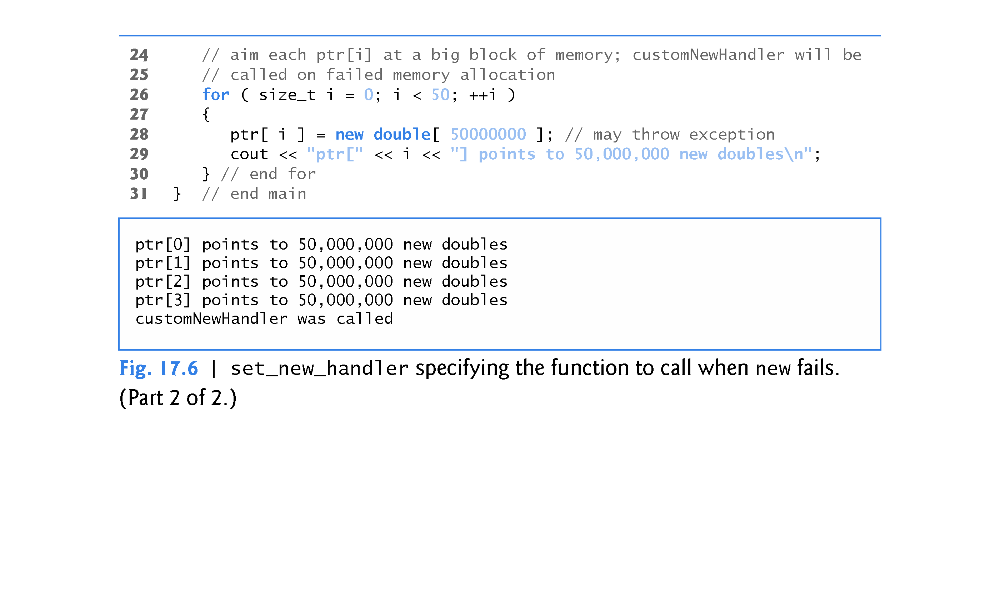 24 // aim each ptr[i] at a big block of memory; customNewHandler will be
25 // called on failed memory allocation
26 for ( size_t i = 0; i < 50; ++i )
27 {
28 ptr[ i ] = new double[ 50000000 ]; // may throw exception
29 cout << "ptr[" << i << "] points to 50,000,000 new doubles\n";
30 } // end for
31 } // end main
ptr[0] points to 50,000,000 new doubles
ptr[1] points to 50,000,000 new doubles
ptr[2] points to 50,000,000 new doubles
ptr[3] points to 50,000,000 new doubles
customNewHandler was called
Fig. 17.6 | set_new_handler specifying the function to call when new fails.
(Part 2 of 2.)